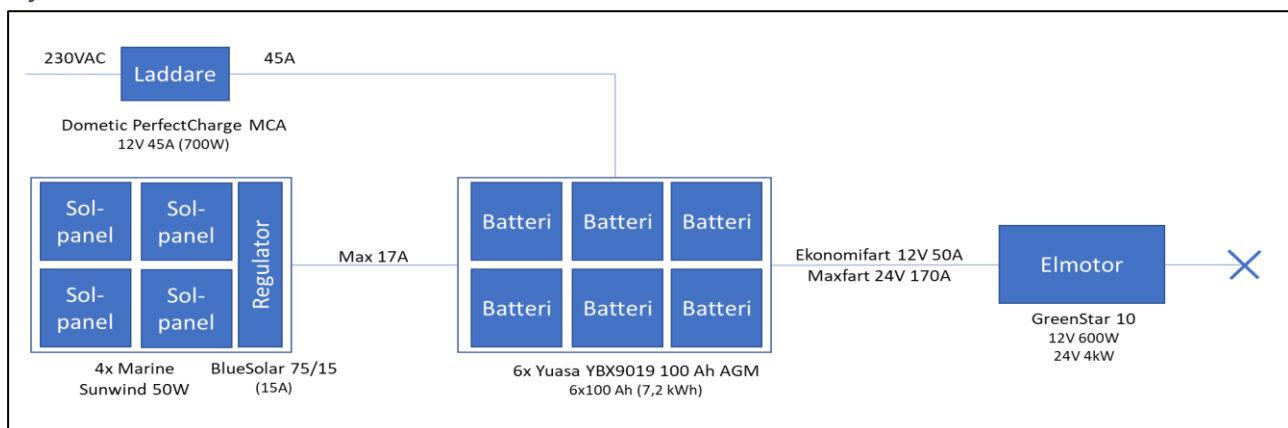 230VAC
Laddare
45A
Dometic PerfectCharge MCA
12V 45A (700W)
Sol-
panel
Sol-
panel
Sol-
panel
Sol-
panel
Regulator
4x Marine
Sunwind 50W
BlueSolar 75/15
(15A)
Max 17A
Batteri
Batteri
Batteri
Batteri
Batteri
Batteri
6x Yuasa YBX9019 100 Ah AGM
6x100 Ah (7,2 kWh)
Ekonomifart 12V 50A
Maxfart 24V 170A
Elmotor
GreenStar 10
12V 600W
24V 4kW